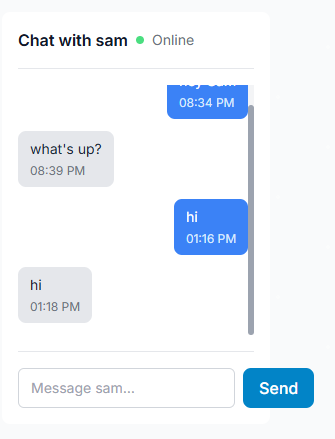 Chat with sam Online
08:34 PM
what's up?
08:39 PM
hi
01:16 PM
hi
01:18 PM
Message sam...
Send